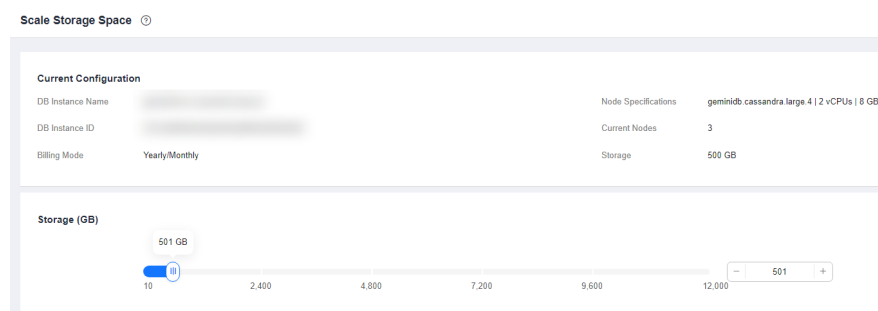 Scale Storage Space ?
Current Configuration
DB Instance Name
Node Specifications geminidb.cassandra.large.4 | 2 vCPUs | 8 GB
DB Instance ID
Current Nodes 3
Billing Mode Yearly/Monthly
Storage 500 GB
Storage (GB)
501 GB
− 501 +
10 2,400 4,800 7,200 9,600 12,000